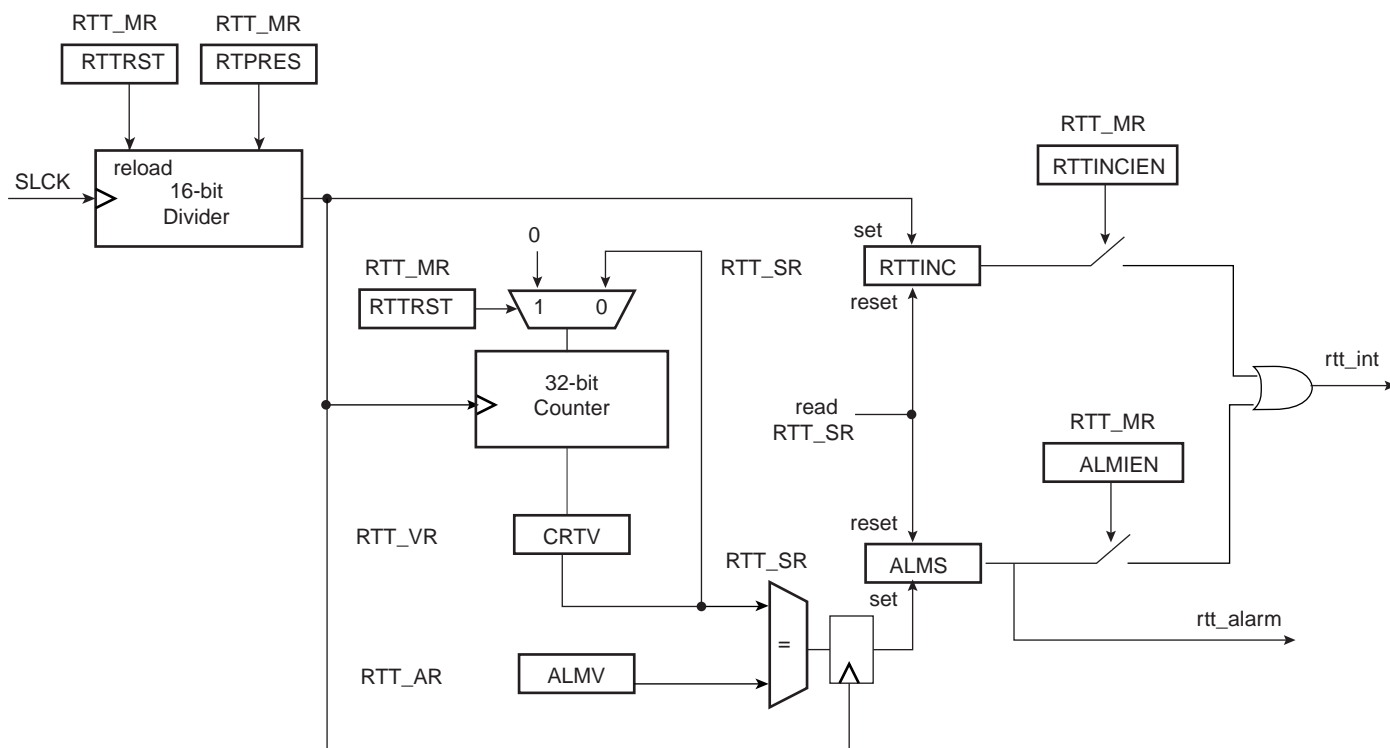 RTT_MR
RTT_MR
RTTRST
RTPRES
RTT_MR
RTTINCIEN
reload
16-bit
Divider
SLCK
0
set
RTT_MR
RTT_SR
RTTINC
RTTRST
1
0
reset
32-bit
Counter
rtt_int
read
RTT_SR
RTT_MR
ALMIEN
reset
RTT_VR
CRTV
RTT_SR
ALMS
set
rtt_alarm
=
RTT_AR
ALMV